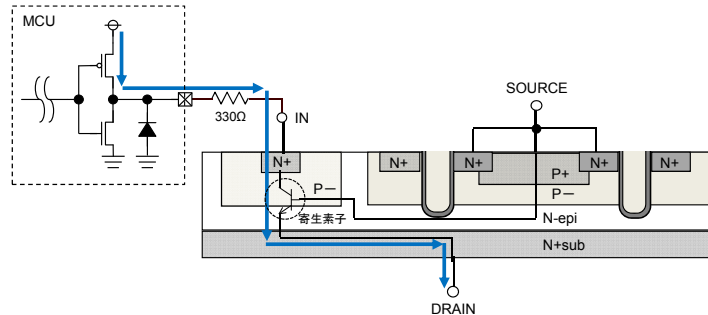 MCU
330Ω
IN
SOURCE
N+
N+
N+
N+
N+
P+
P－
P－
寄生素子
N-epi
N+sub
DRAIN